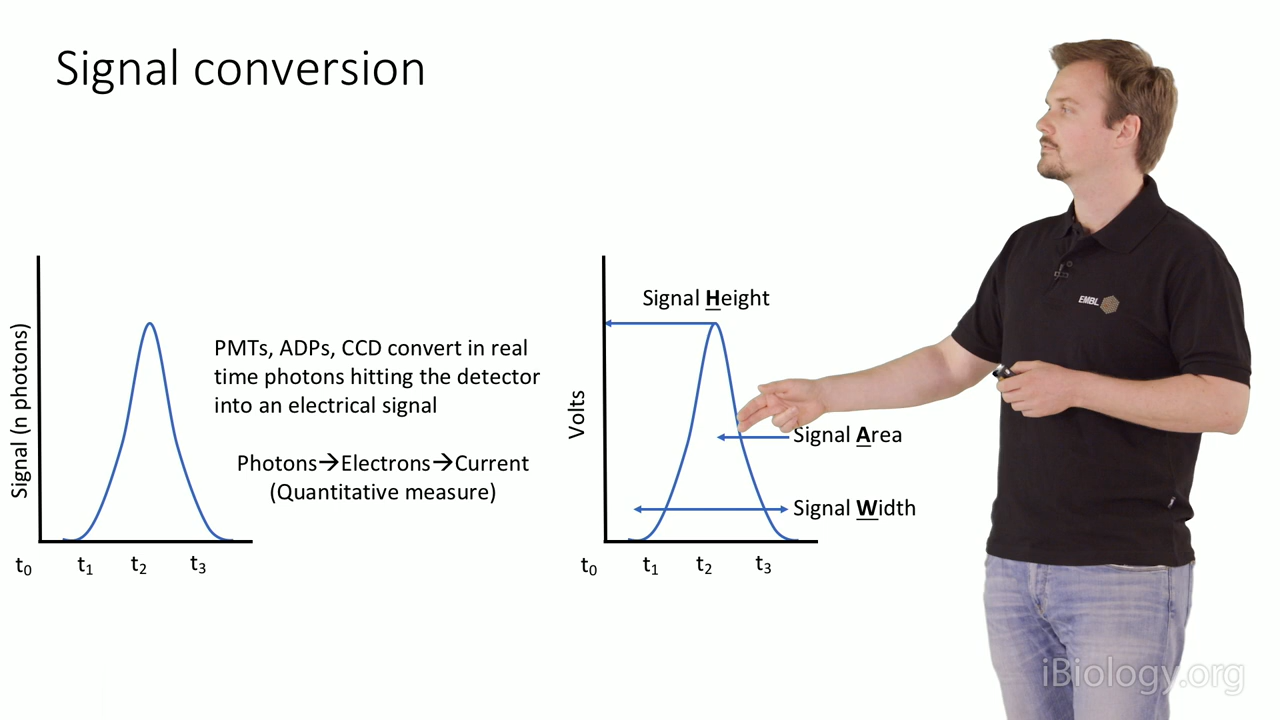 Signal conversion
Signal (n photons)
PMTs, ADPs, CCD convert in real
time photons hitting the detector
into an electrical signal
Photons→Electrons→Current
(Quantitative measure)
t₀ t₁ t₂ t₃
Volts
Signal Height
Signal Area
Signal Width
t₀ t₁ t₂ t₃
EMBL
iBiology.org